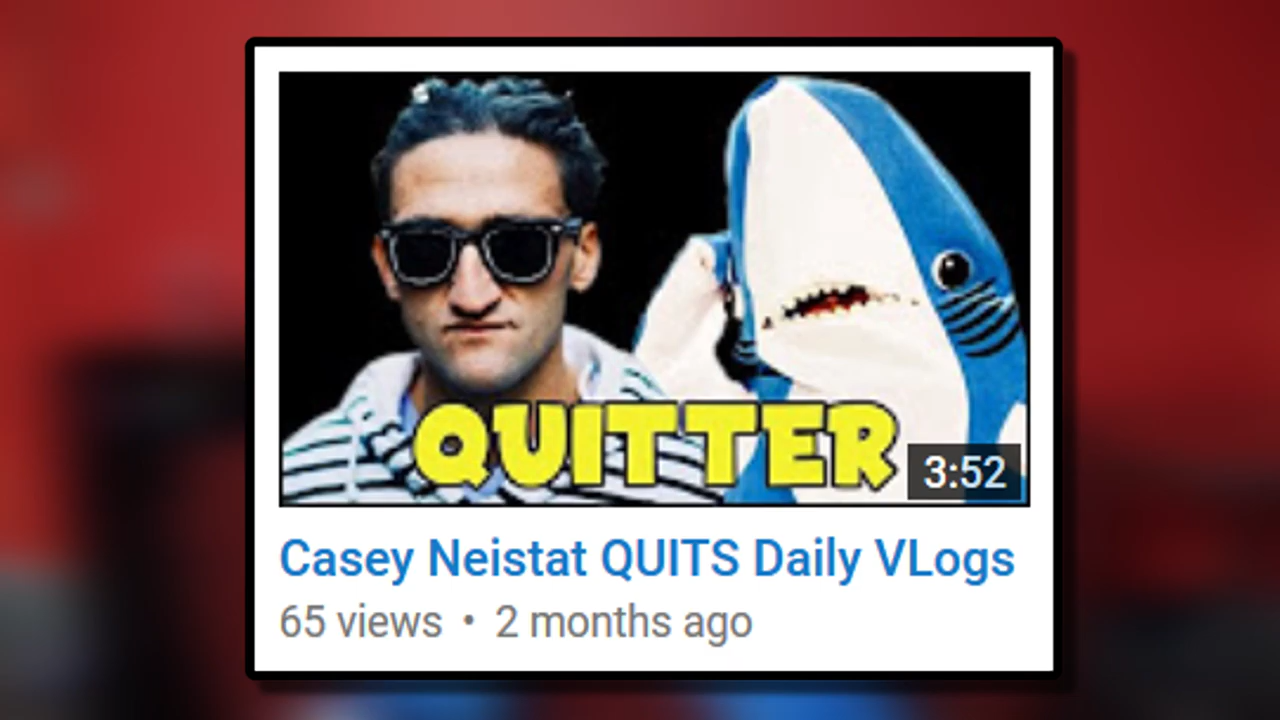 QUITTER
3:52
Casey Neistat QUITS Daily VLogs
65 views • 2 months ago